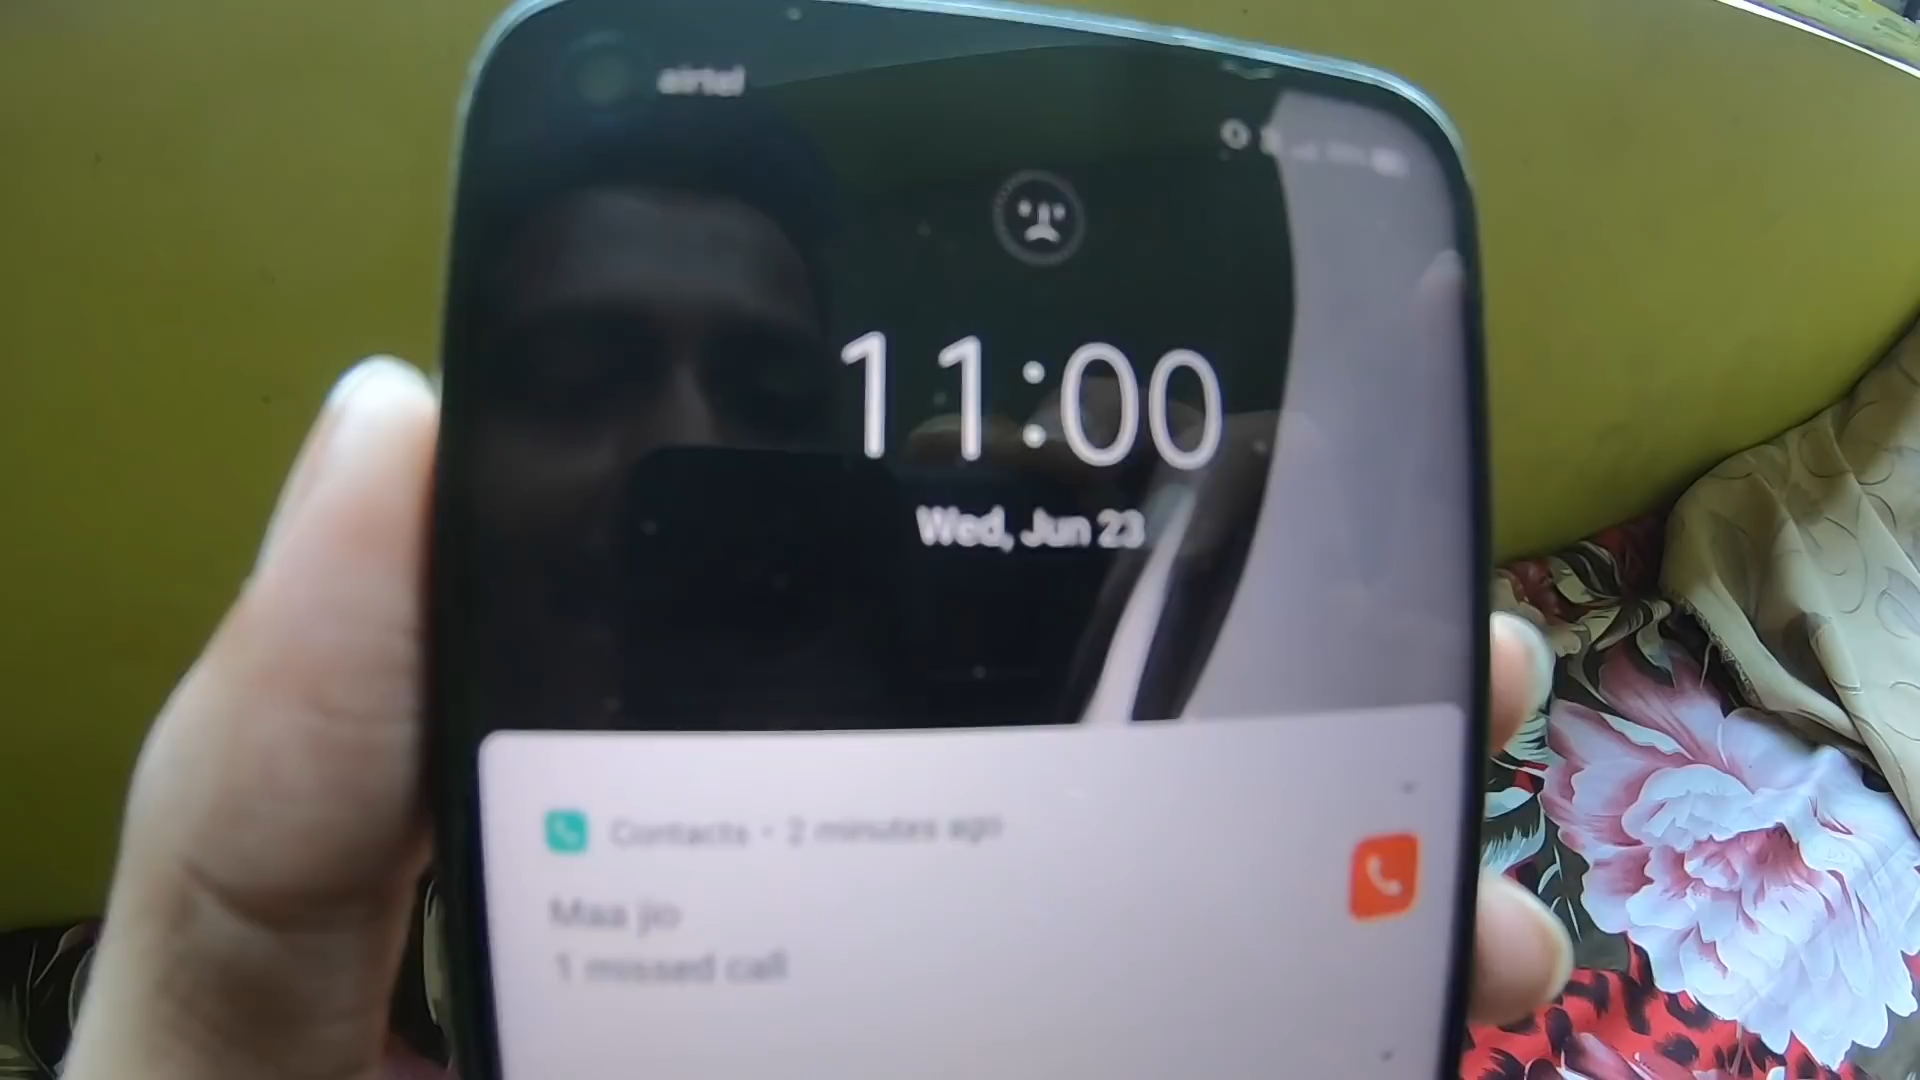 airtel
11:00
Wed, Jun 23
Contacts • 2 minutes ago
Maa jio
1 missed call